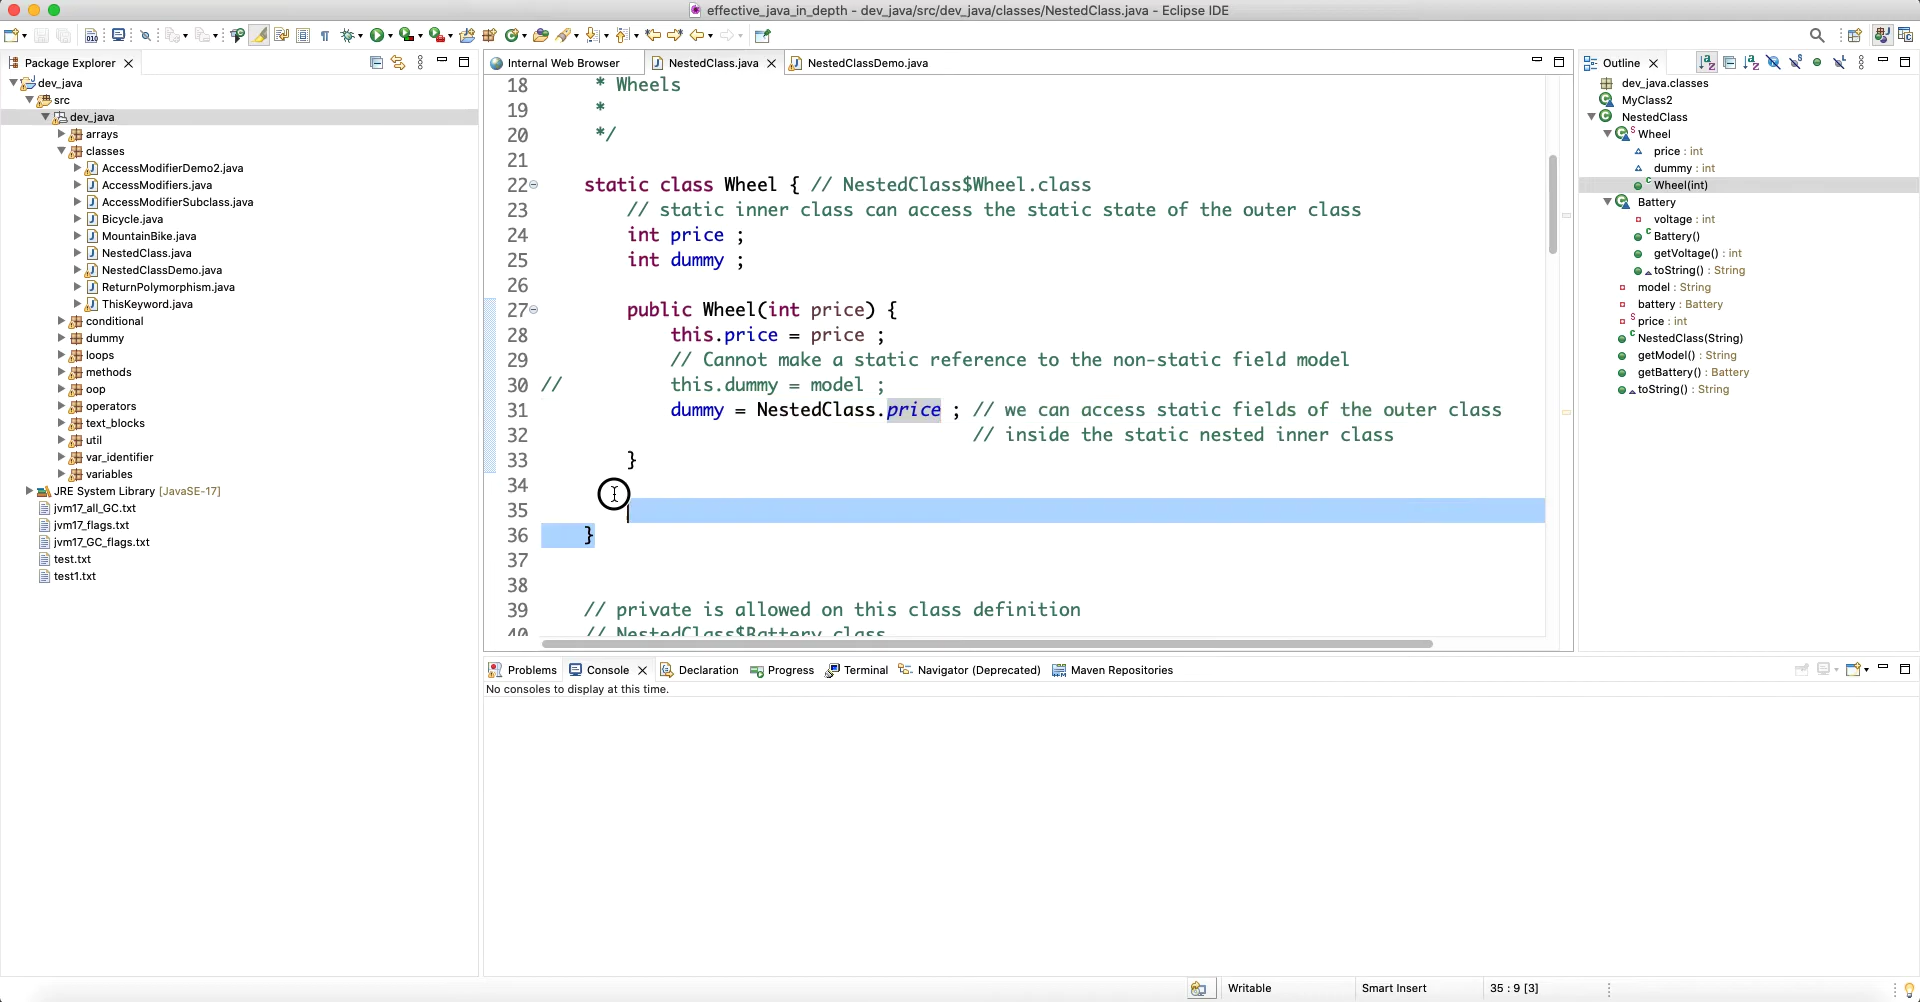 effective_java_in_depth - dev_java/src/dev_java/classes/NestedClass.java - Eclipse IDE
Package Explorer
dev_java
src
dev_java
arrays
classes
AccessModifierDemo2.java
AccessModifiers.java
AccessModifierSubclass.java
Bicycle.java
MountainBike.java
NestedClass.java
NestedClassDemo.java
ReturnPolymorphism.java
ThisKeyword.java
conditional
dummy
loops
methods
oop
operators
text_blocks
util
var_identifier
variables
JRE System Library [JavaSE-17]
jvm17_all_GC.txt
jvm17_flags.txt
jvm17_GC_flags.txt
test.txt
test1.txt
Internal Web Browser NestedClass.java NestedClassDemo.java
18 * Wheels
19 *
20 */
21
22 static class Wheel { // NestedClass$Wheel.class
23 // static inner class can access the static state of the outer class
24 int price ;
25 int dummy ;
26
27 public Wheel(int price) {
28 this.price = price ;
29 // Cannot make a static reference to the non-static field model
30 // this.dummy = model ;
31 dummy = NestedClass.price ; // we can access static fields of the outer class
32 // inside the static nested inner class
33 }
34
35
36 }
37
38
39 // private is allowed on this class definition
40 // NestedClass$Battery.class
Outline
dev_java.classes
MyClass2
NestedClass
Wheel
price : int
dummy : int
Wheel(int)
Battery
voltage : int
Battery()
getVoltage() : int
toString() : String
model : String
battery : Battery
price : int
NestedClass(String)
getModel() : String
getBattery() : Battery
toString() : String
Problems Console Declaration Progress Terminal Navigator (Deprecated) Maven Repositories
No consoles to display at this time.
Writable Smart Insert 35 : 9 [3]